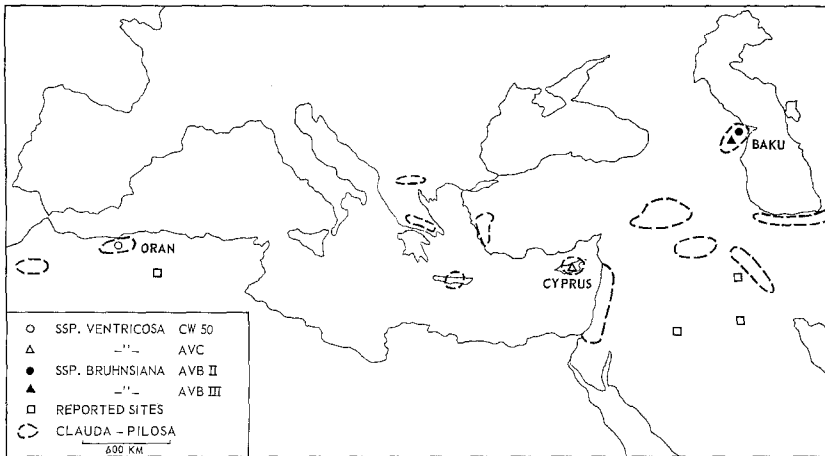 BAKU
ORAN
CYPRUS
SSP. VENTRICOSA CW 50
–"– AVC
SSP. BRUHNSIANA AVB II
–"– AVB III
REPORTED SITES
CLAUDA – PILOSA
600 KM